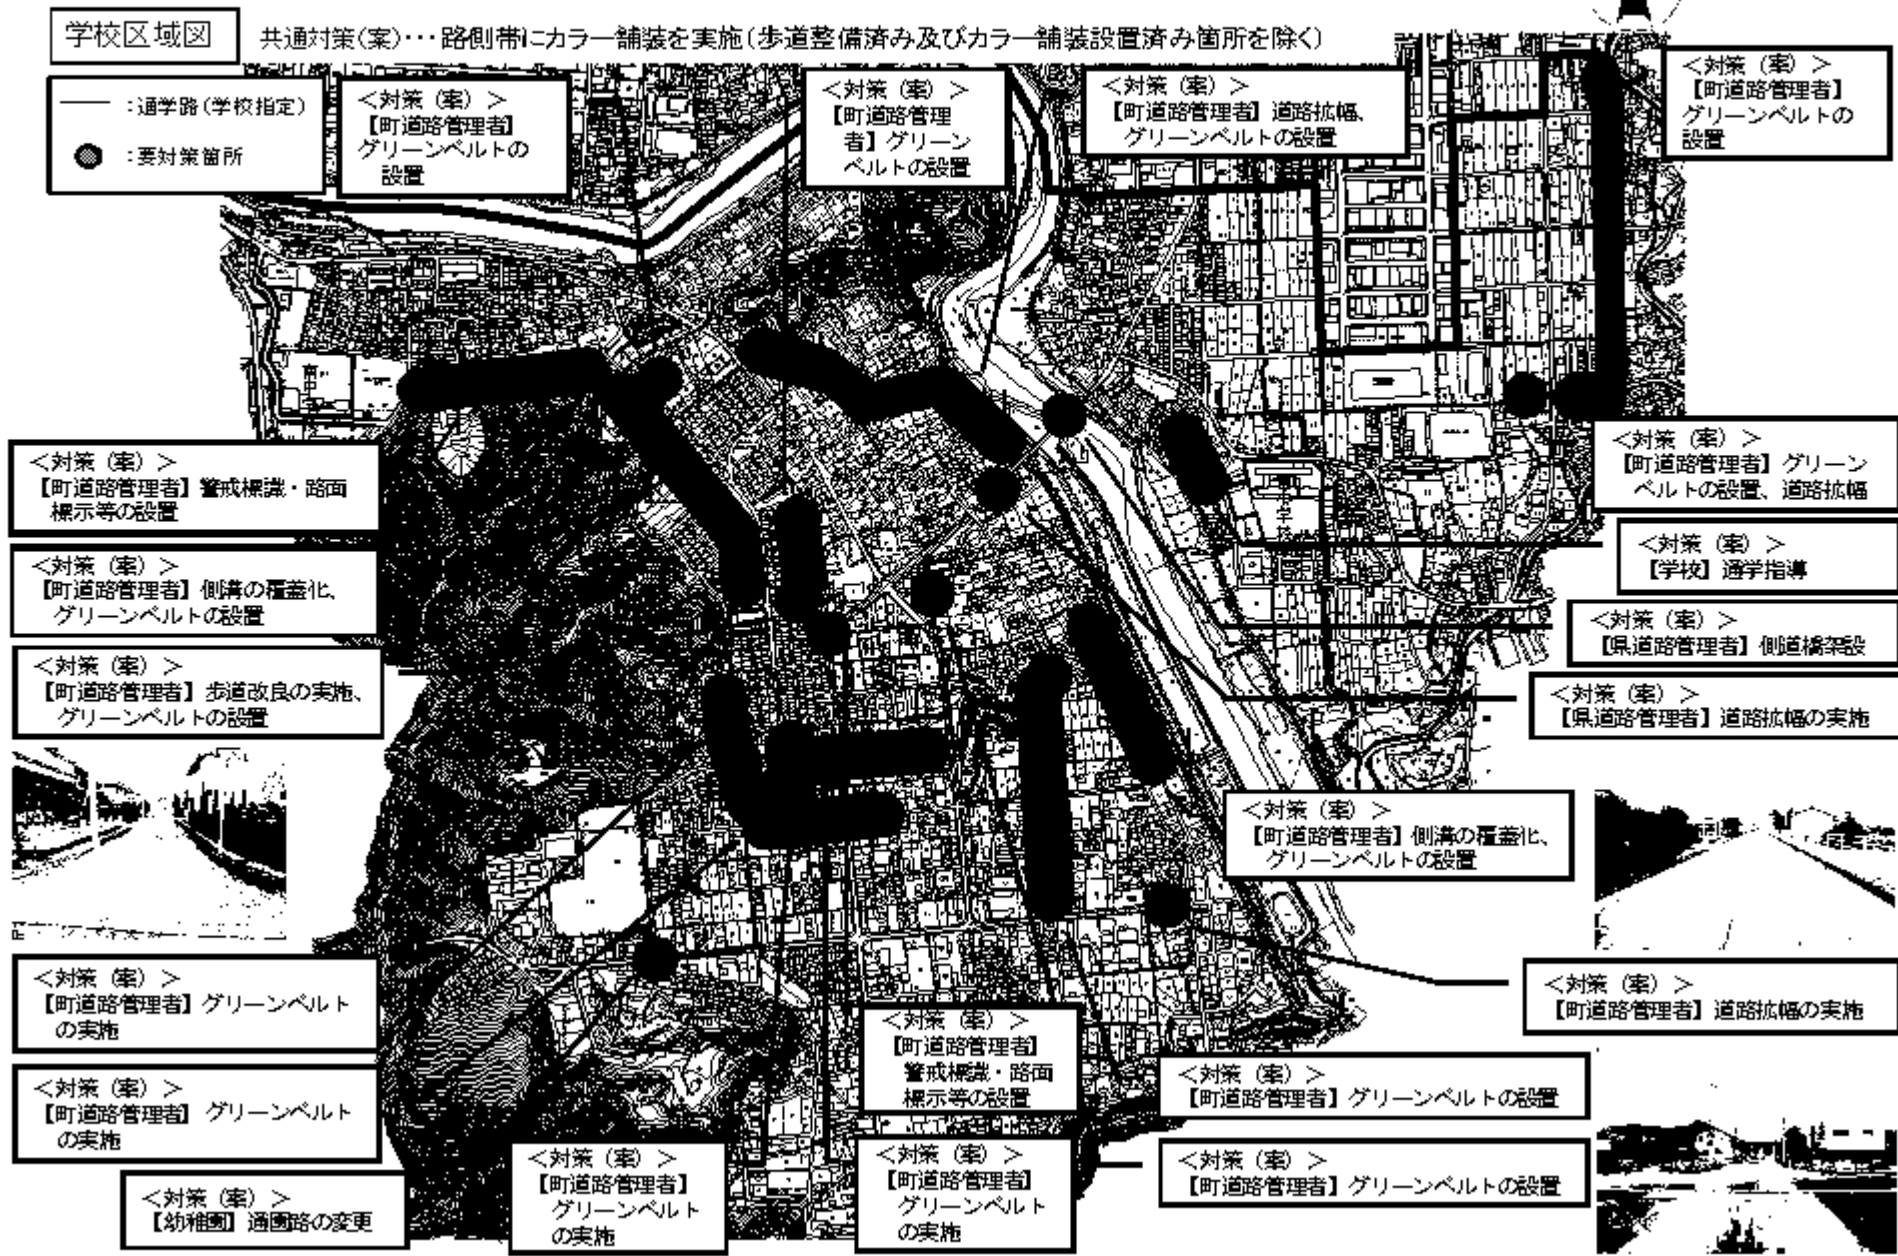 学校区域図
共通対策(案)･･･路側帯にカラー舗装を実施(歩道整備済み及びカラー舗装設置済み箇所を除く)
:通学路(学校指定)
:要対策箇所
＜対策（案）＞
【町道路管理者】
グリーンベルトの
設置
＜対策（案）＞
【町道路管理
者】グリーン
ベルトの設置
＜対策（案）＞
【町道路管理者】道路拡幅、
グリーンベルトの設置
＜対策（案）＞
【町道路管理者】
グリーンベルトの
設置
＜対策（案）＞
【町道路管理者】警戒標識・路面
標示等の設置
＜対策（案）＞
【町道路管理者】側溝の覆蓋化、
グリーンベルトの設置
＜対策（案）＞
【町道路管理者】歩道改良の実施、
グリーンベルトの設置
＜対策（案）＞
【町道路管理者】グリーン
ベルトの設置、道路拡幅
＜対策（案）＞
【学校】通学指導
＜対策（案）＞
【県道路管理者】側道橋架設
＜対策（案）＞
【県道路管理者】道路拡幅の実施
＜対策（案）＞
【町道路管理者】側溝の覆蓋化、
グリーンベルトの設置
＜対策（案）＞
【町道路管理者】道路拡幅の実施
＜対策（案）＞
【町道路管理者】グリーンベルト
の実施
＜対策（案）＞
【町道路管理者】グリーンベルト
の実施
＜対策（案）＞
【幼稚園】通園路の変更
＜対策（案）＞
【町道路管理者】
グリーンベルト
の実施
＜対策（案）＞
【町道路管理者】
警戒標識・路面
標示等の設置
＜対策（案）＞
【町道路管理者】
グリーンベルト
の実施
＜対策（案）＞
【町道路管理者】グリーンベルトの設置
＜対策（案）＞
【町道路管理者】グリーンベルトの設置